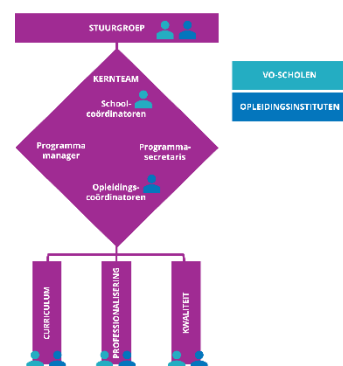 STUURGROEP
KERNTEAM
School-
coördinatoren
Programma
manager
Programma-
secretaris
Opleidings-
coördinatoren
VO-SCHOLEN
OPLEIDINGSINSTITUTEN
CURRICULUM
PROFESSIONALISERING
KWALITEIT